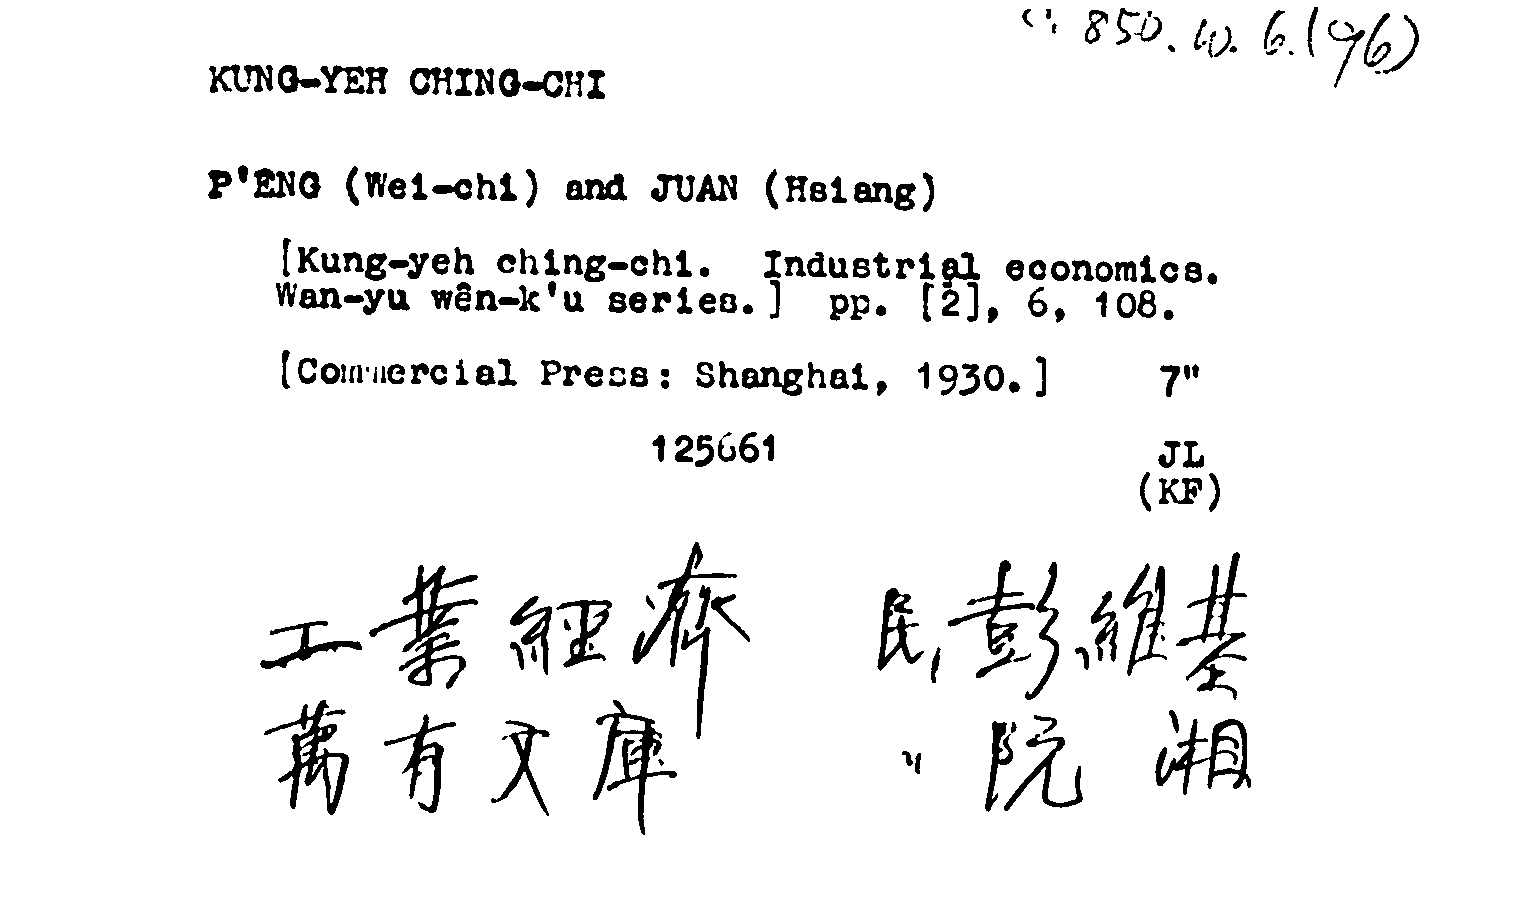 C. 850. w. 6. (96)
KUNG-YEH CHING-CHI
P'ÊNG (Wei-chi) and JUAN (Hsiang)
[Kung-yeh ching-chi. Industrial economics.
Wan-yu wên-k'u series.] pp. [2], 6, 108.
[Commercial Press: Shanghai, 1930.] 7"
125661 JL
(KF)
工業經濟 民, 彭維基
萬有文庫 〃 阮湘